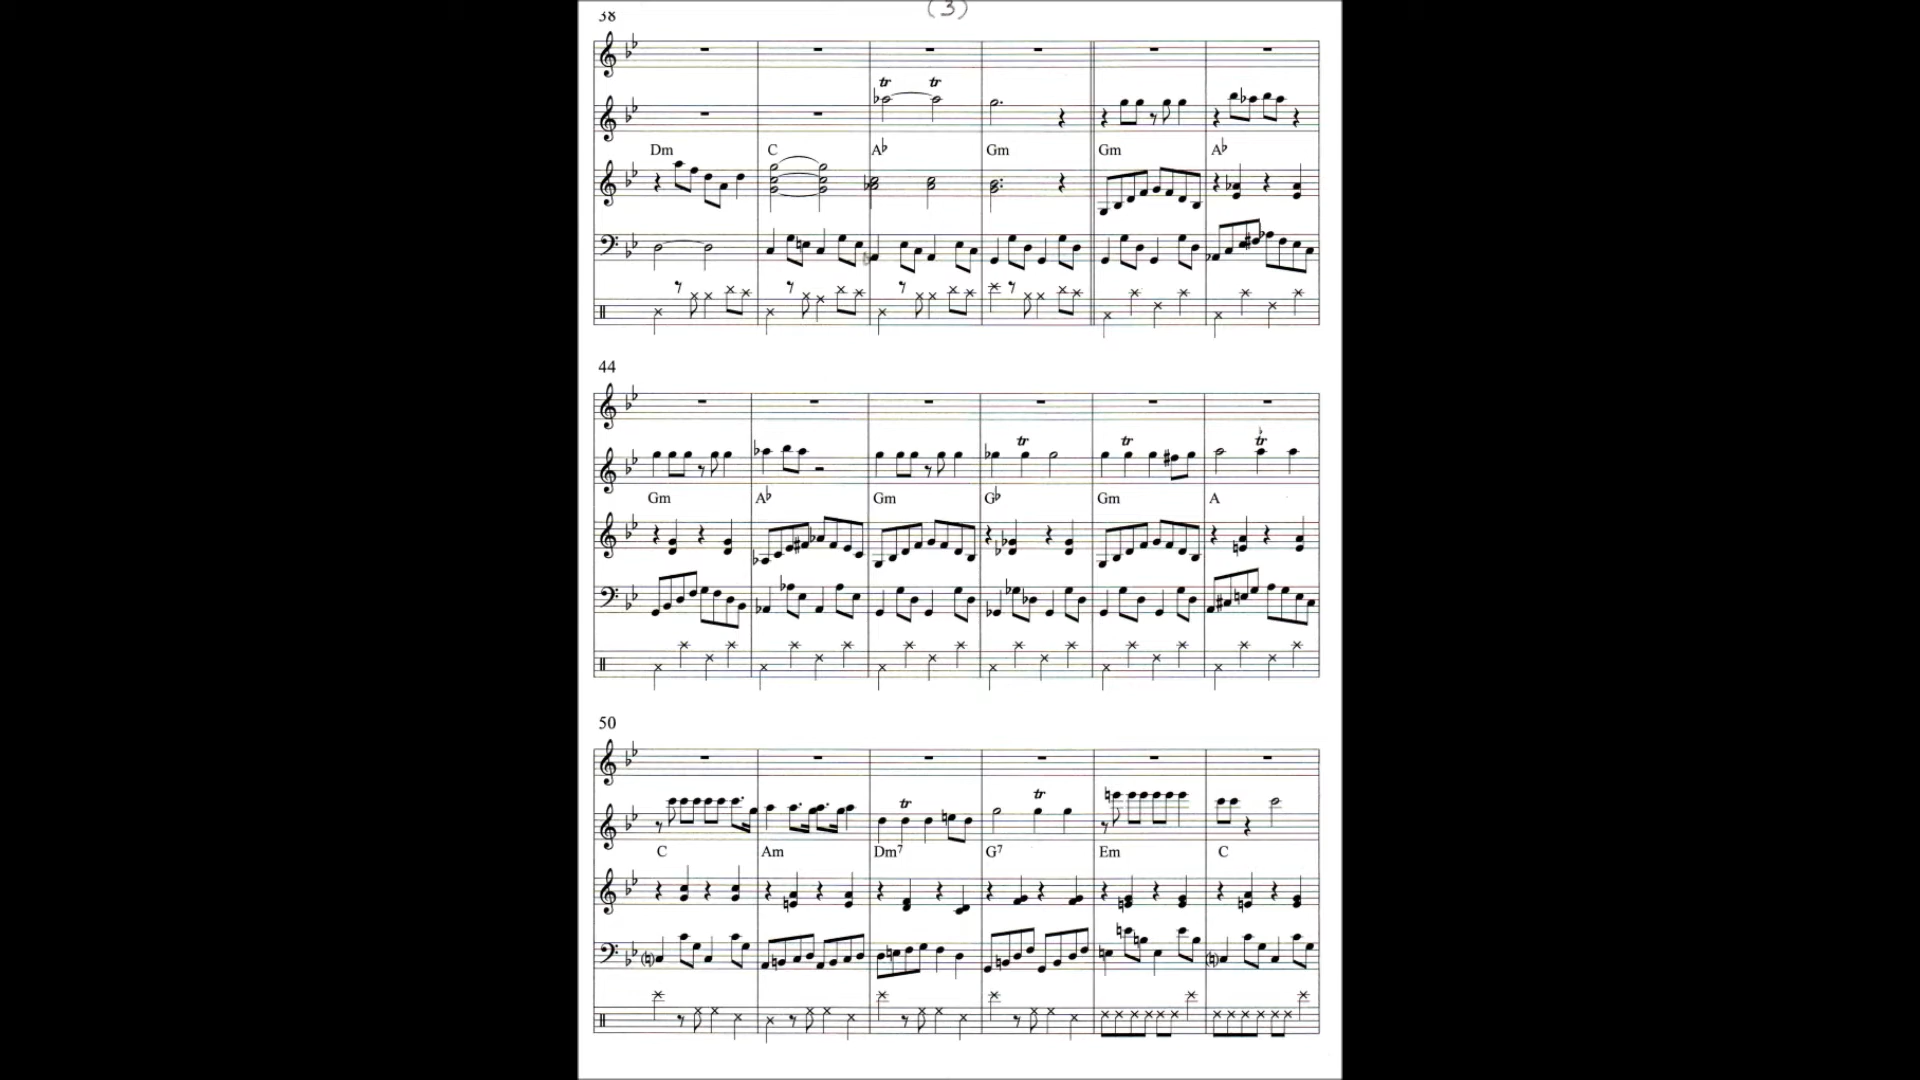 (3)
38
tr tr
Dm C A♭ Gm Gm A♭
44
tr tr tr
Gm A♭ Gm G♭ Gm A
50
tr tr
C Am Dm7 G7 Em C